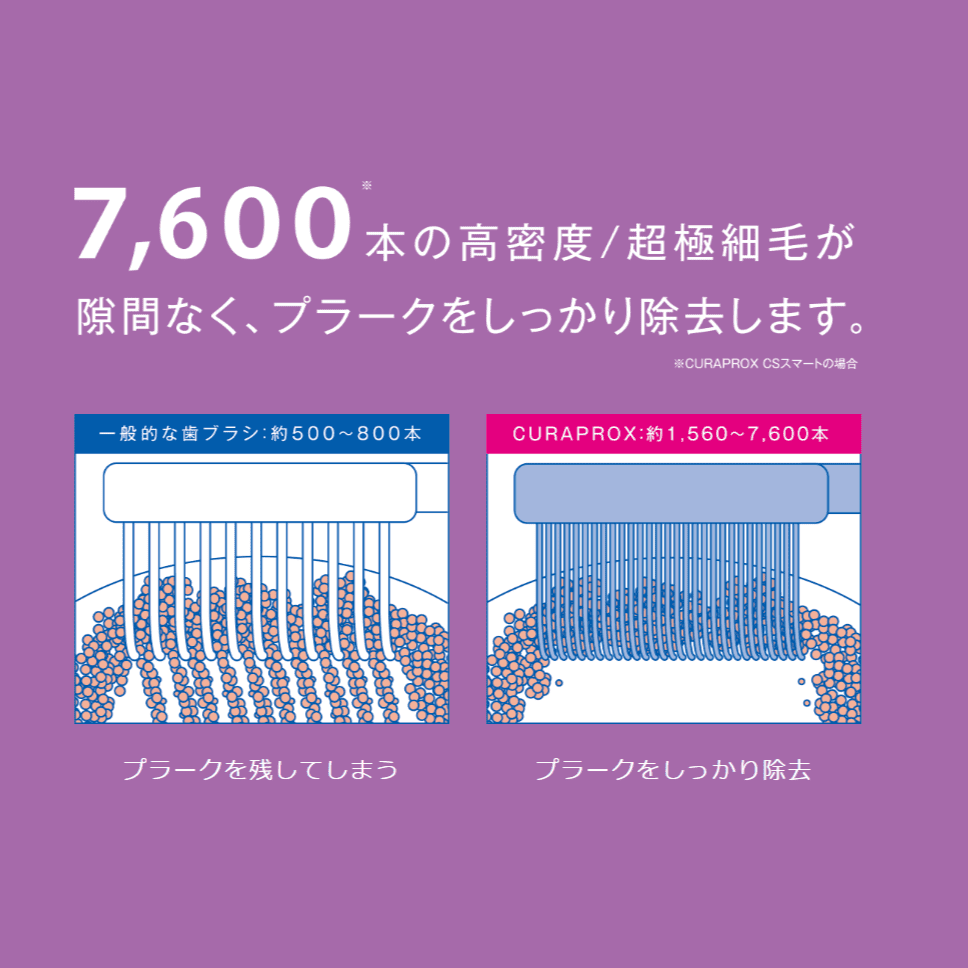 7,600※本の高密度/超極細毛が
隙間なく、プラークをしっかり除去します。
※CURAPROX CSスマートの場合
一般的な歯ブラシ:約500〜800本
CURAPROX:約1,560〜7,600本
プラークを残してしまう
プラークをしっかり除去